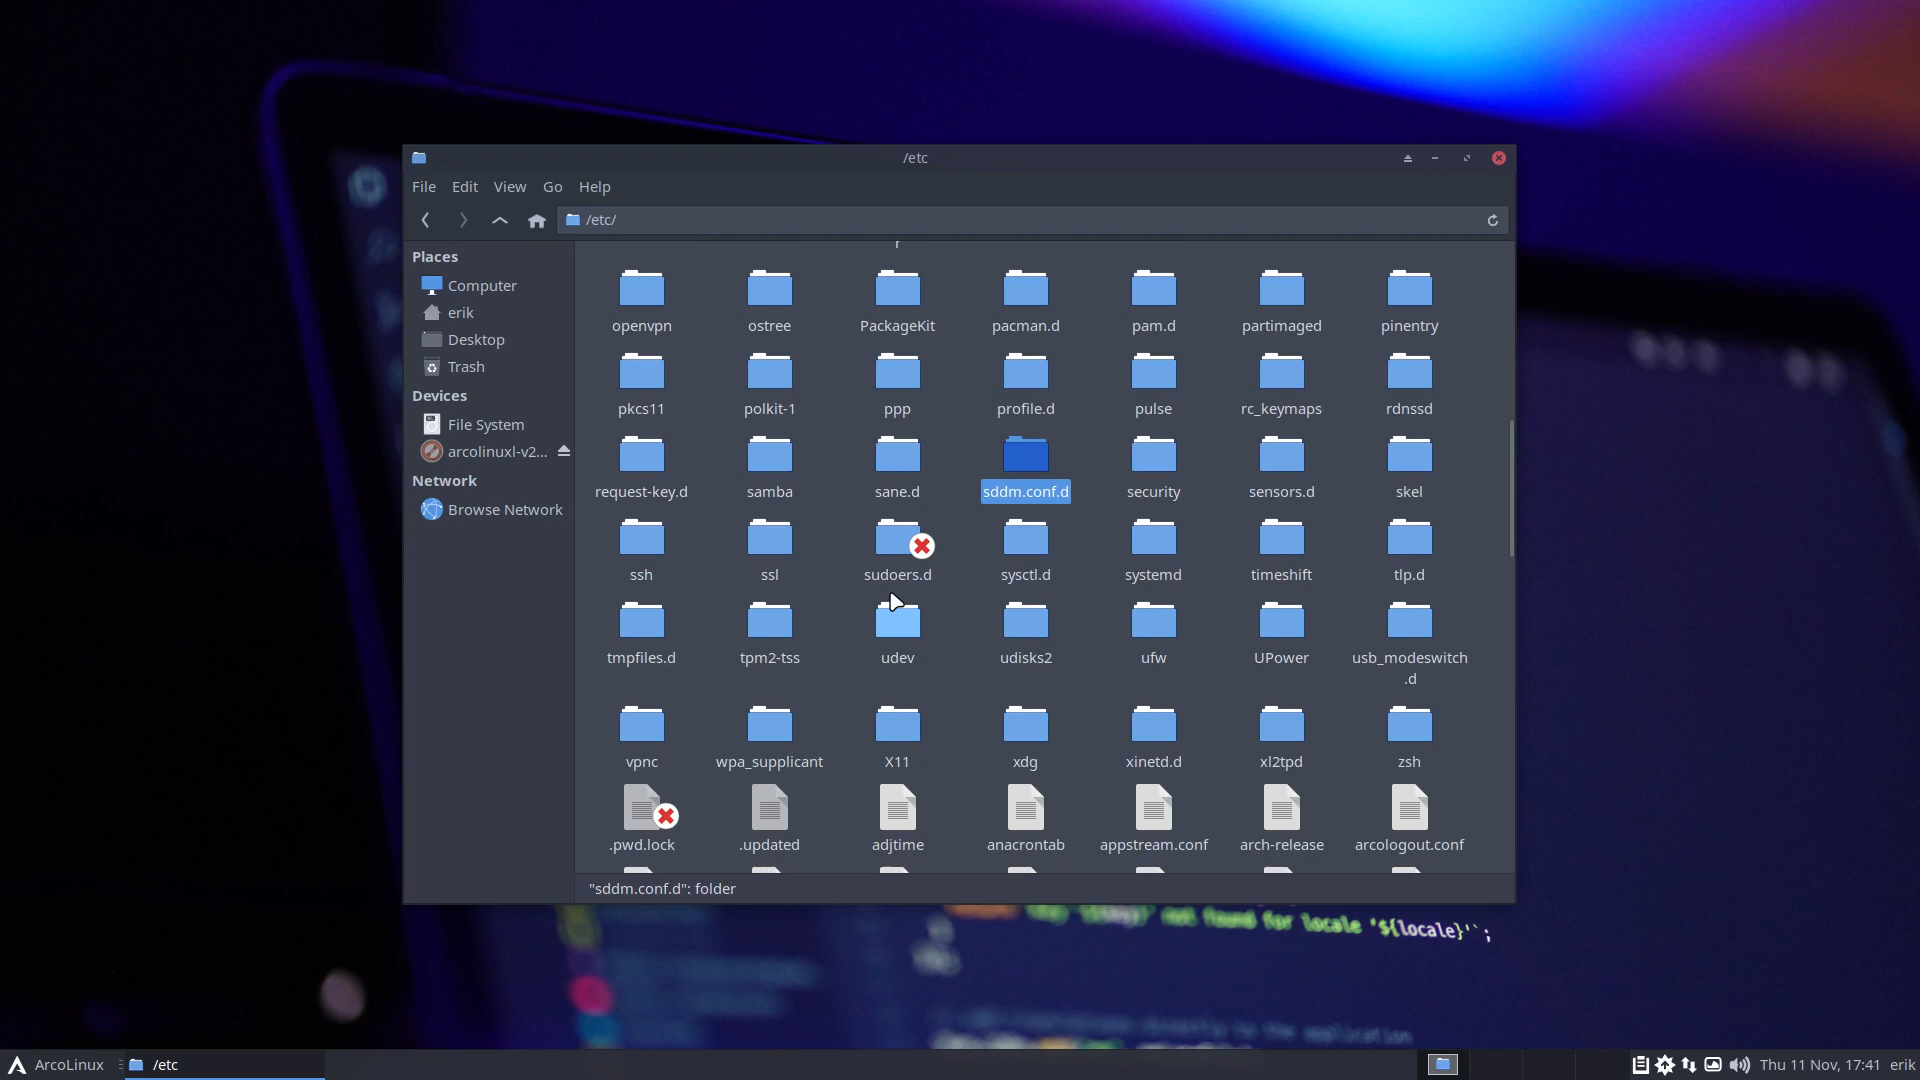 /etc
File Edit View Go Help
/etc/
Places
Computer
erik
Desktop
Trash
Devices
File System
arcolinuxl-v2...
Network
Browse Network
r
openvpn ostree PackageKit pacman.d pam.d partimaged pinentry
pkcs11 polkit-1 ppp profile.d pulse rc_keymaps rdnssd
request-key.d samba sane.d sddm.conf.d security sensors.d skel
ssh ssl sudoers.d sysctl.d systemd timeshift tlp.d
tmpfiles.d tpm2-tss udev udisks2 ufw UPower usb_modeswitch
.d
vpnc wpa_supplicant X11 xdg xinetd.d xl2tpd zsh
.pwd.lock .updated adjtime anacrontab appstream.conf arch-release arcologout.conf
"sddm.conf.d": folder
not found for locale '${locale}'`;
directly to the application
ArcoLinux /etc Thu 11 Nov, 17:41 erik